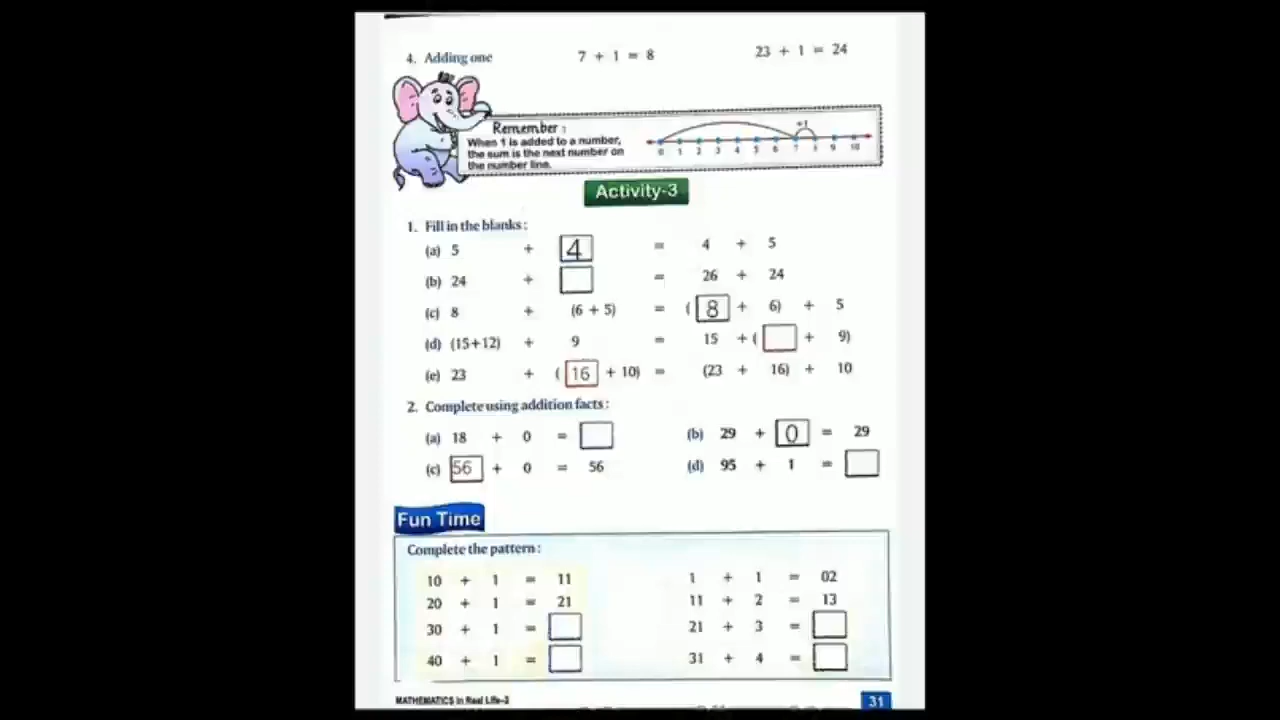 4. Adding one 7 + 1 = 8 23 + 1 = 24
Remember :
When 1 is added to a number,
the sum is the next number on
the number line.
+1
0 1 2 3 4 5 6 7 8 9 10
Activity-3
1. Fill in the blanks :
(a) 5 + 4 = 4 + 5
(b) 24 + = 26 + 24
(c) 8 + (6 + 5) = ( 8 + 6) + 5
(d) (15+12) + 9 = 15 + ( + 9)
(e) 23 + ( 16 + 10) = (23 + 16) + 10
2. Complete using addition facts :
(a) 18 + 0 = (b) 29 + 0 = 29
(c) 56 + 0 = 56 (d) 95 + 1 =
Fun Time
Complete the pattern :
10 + 1 = 11 1 + 1 = 02
20 + 1 = 21 11 + 2 = 13
30 + 1 = 21 + 3 =
40 + 1 = 31 + 4 =
MATHEMATICS in Real Life-3 31